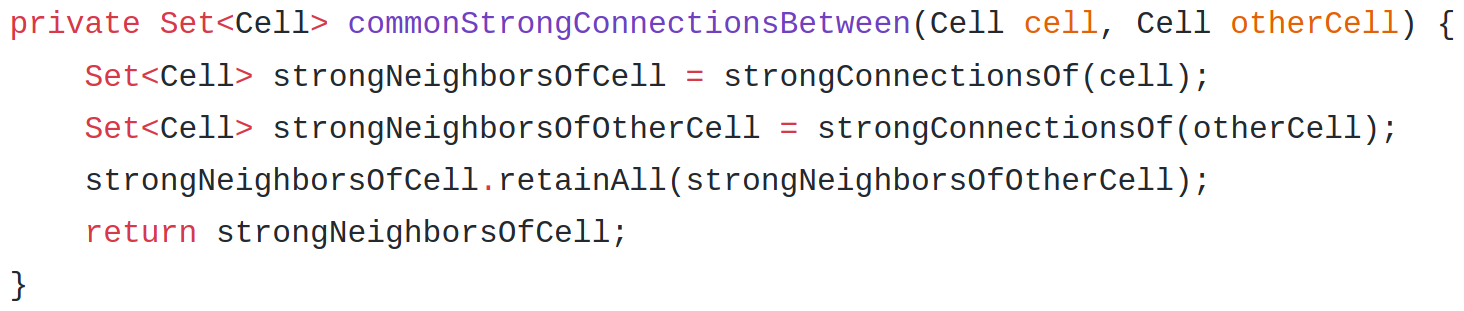 private Set<Cell> commonStrongConnectionsBetween(Cell cell, Cell otherCell) {
    Set<Cell> strongNeighborsOfCell = strongConnectionsOf(cell);
    Set<Cell> strongNeighborsOfOtherCell = strongConnectionsOf(otherCell);
    strongNeighborsOfCell.retainAll(strongNeighborsOfOtherCell);
    return strongNeighborsOfCell;
}